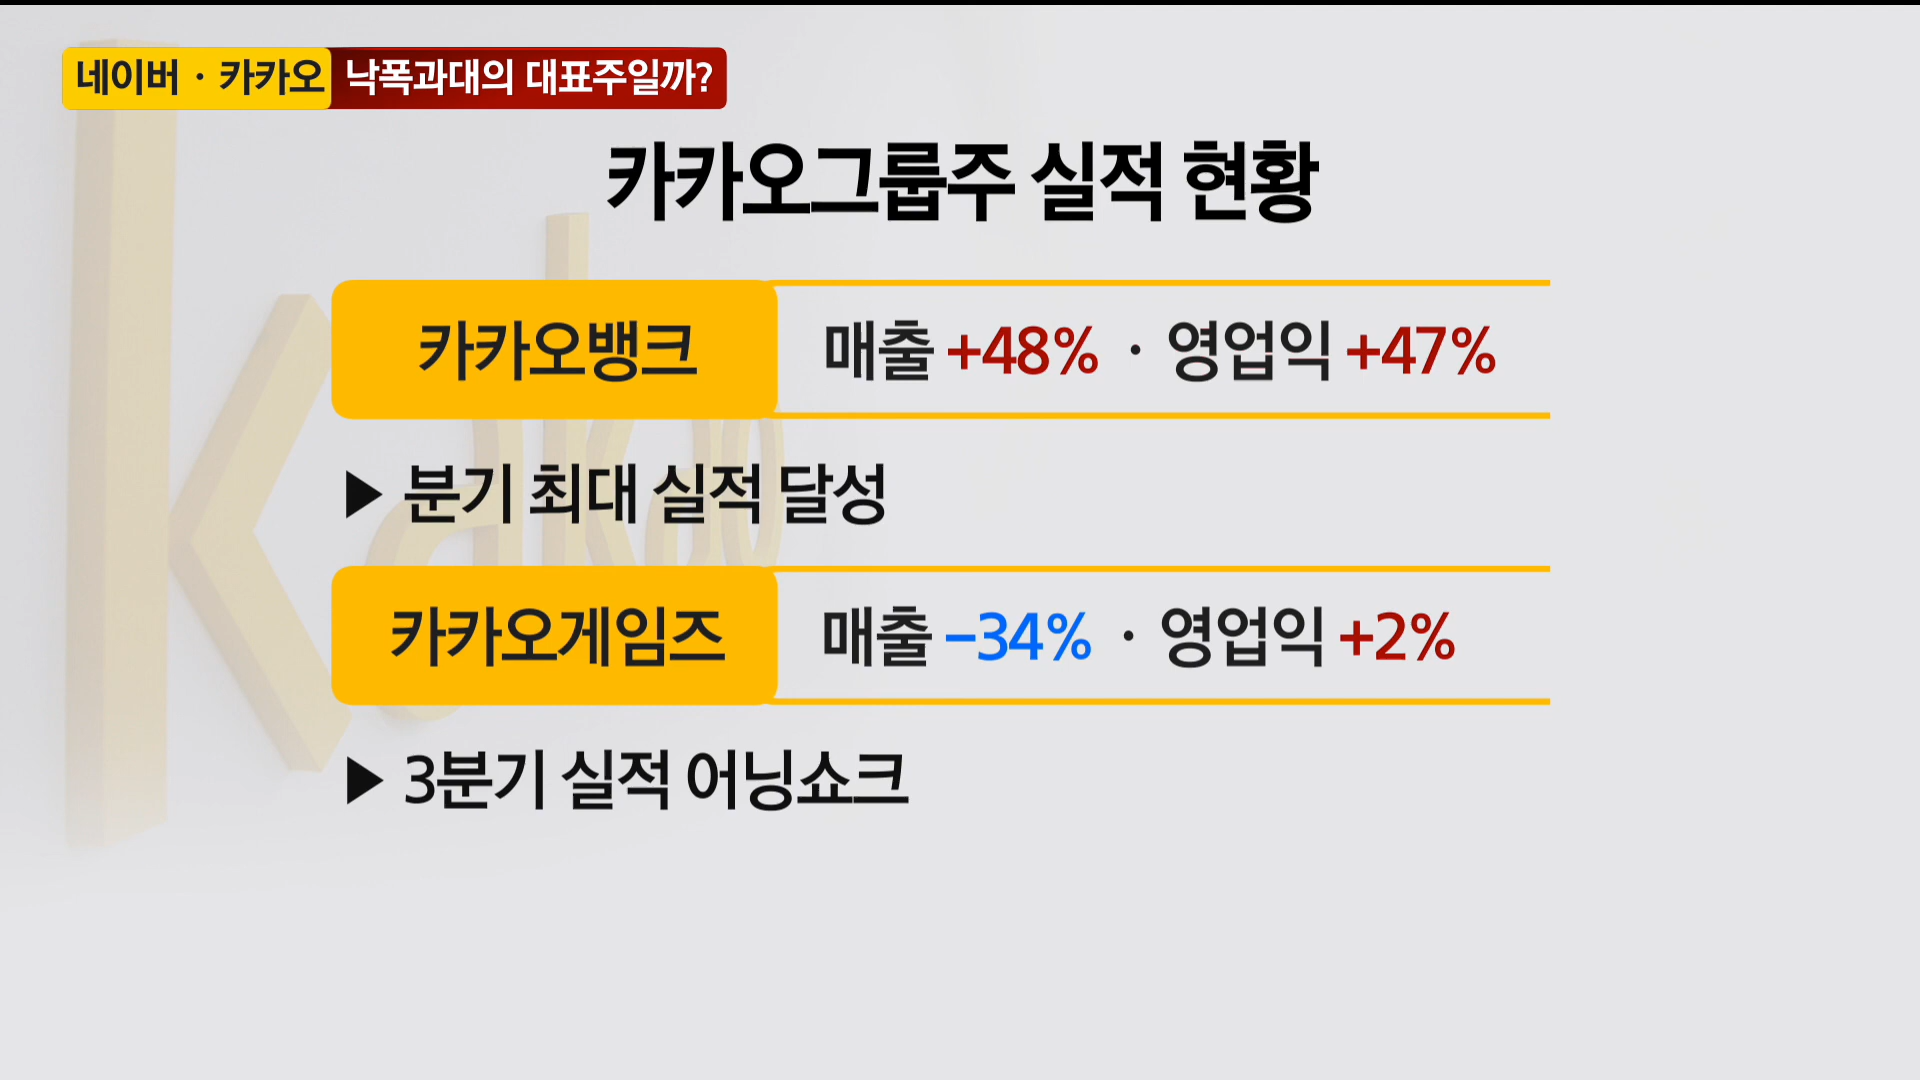 네이버 · 카카오 낙폭과대의 대표주일까?
카카오그룹주 실적 현황
카카오뱅크 매출 +48% · 영업익 +47%
▶ 분기 최대 실적 달성
카카오게임즈 매출 -34% · 영업익 +2%
▶ 3분기 실적 어닝쇼크
kakao